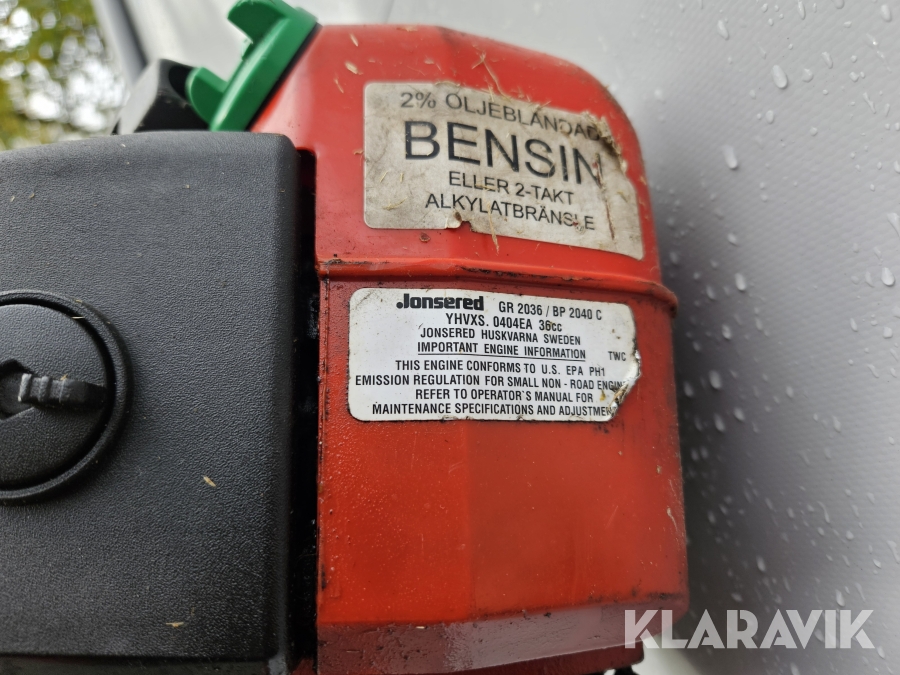 2% OLJEBLANDAD
BENSIN
ELLER 2-TAKT
ALKYLATBRÄNSLE
Jonsered GR 2036 / BP 2040 C
YHVXS. 0404EA 36cc
JONSERED HUSKVARNA SWEDEN
IMPORTANT ENGINE INFORMATION TWC
THIS ENGINE CONFORMS TO U.S. EPA PH1
EMISSION REGULATION FOR SMALL NON - ROAD ENGINE
REFER TO OPERATOR'S MANUAL FOR
MAINTENANCE SPECIFICATIONS AND ADJUSTMEN
KLARAVIK